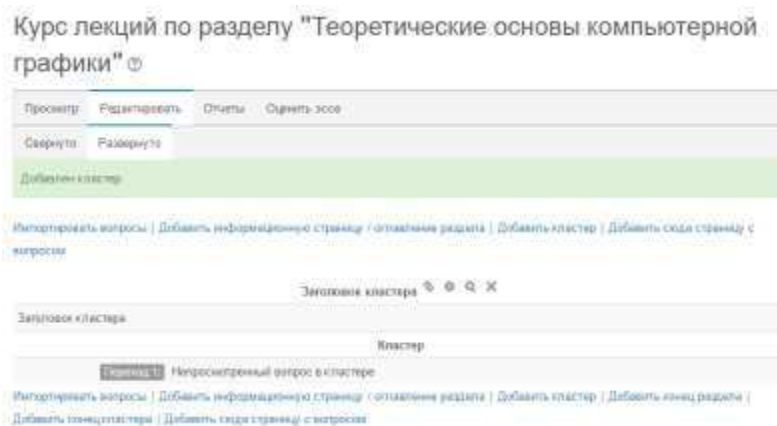 Курс лекций по разделу "Теоретические основы компьютерной
графики"
Просмотр Редактировать Отчеты Оценить эссе
Свернуто Развернуто
Добавлен кластер
Импортировать вопросы | Добавить информационную страницу / оглавление раздела | Добавить кластер | Добавить сюда страницу с
вопросом
Заголовок кластера
Заголовок кластера
Кластер
Переход 1: Непросмотренный вопрос в кластере
Импортировать вопросы | Добавить информационную страницу / оглавление раздела | Добавить кластер | Добавить конец раздела |
Добавить конец кластера | Добавить сюда страницу с вопросом